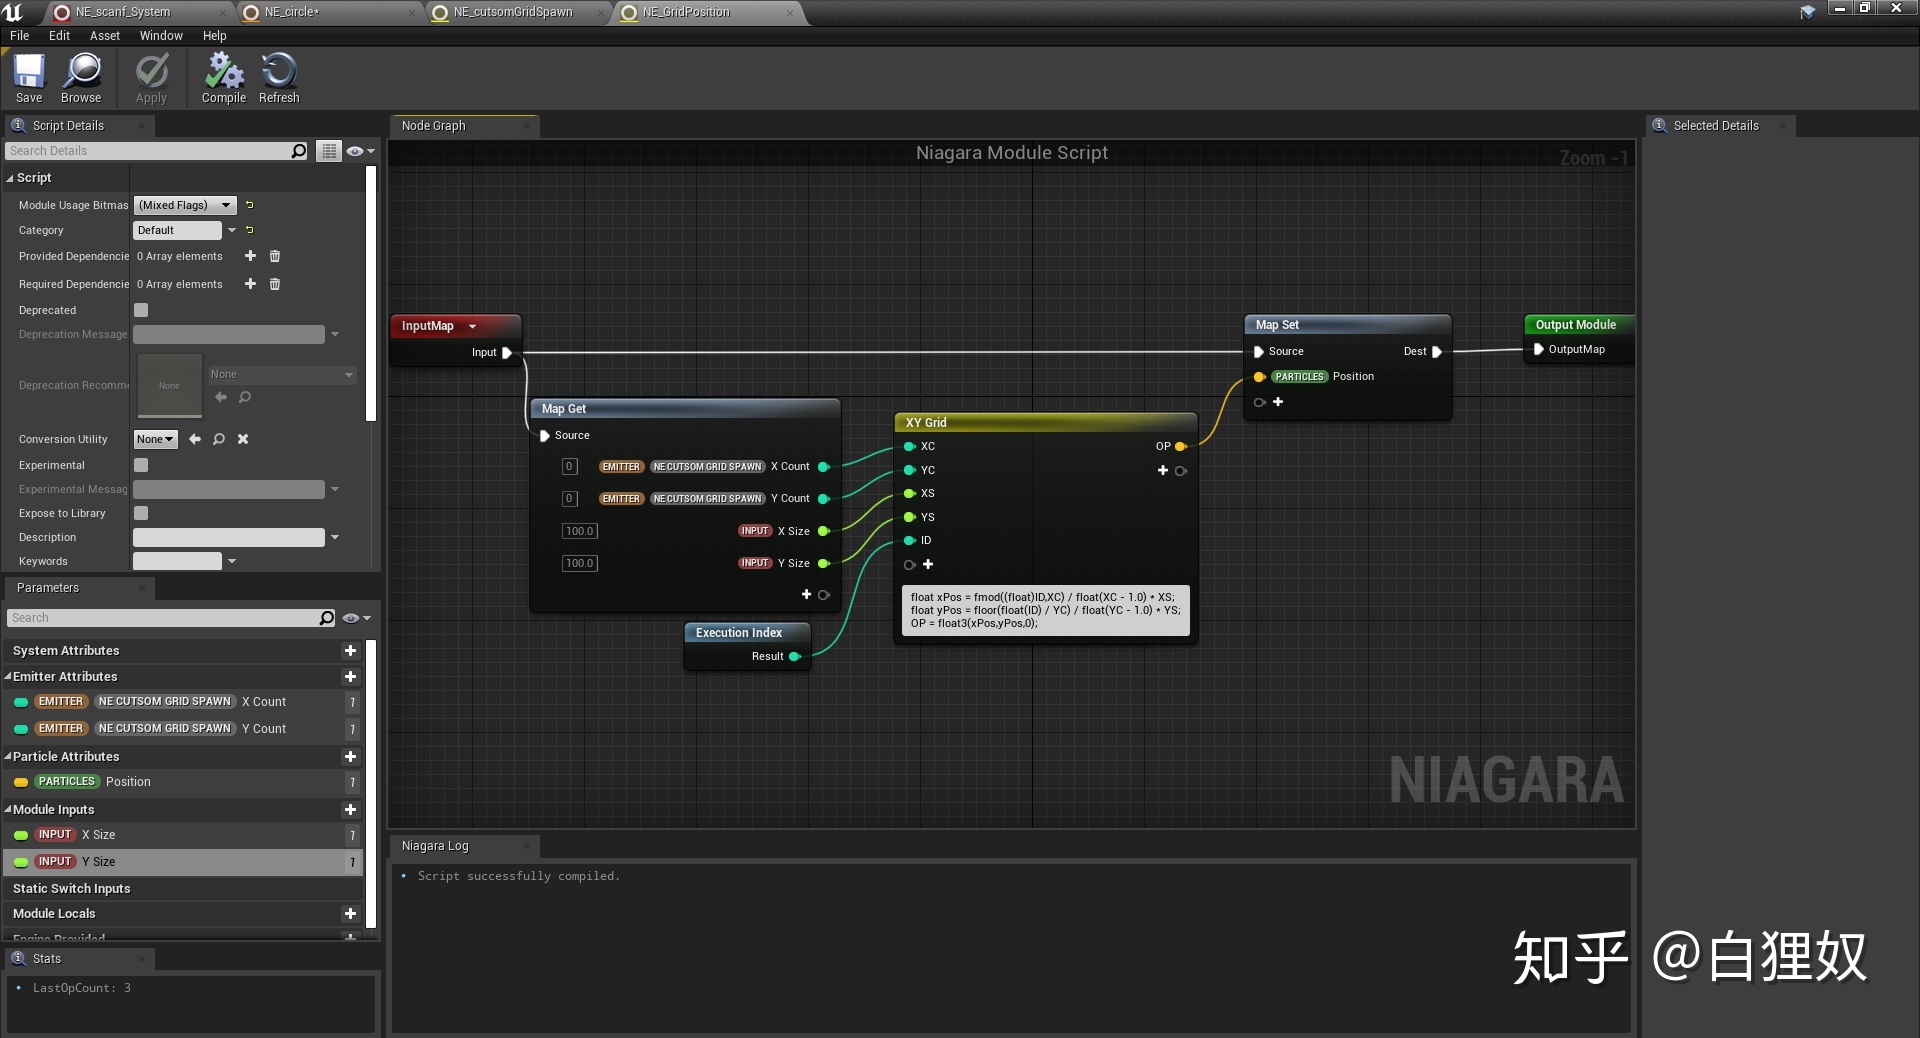 NE_scanf_System
NE_circle*
NE_cutsomGridSpawn
NE_GridPosition
File Edit Asset Window Help
Save Browse Apply Compile Refresh
Script Details
Search Details
Script
Module Usage Bitmas (Mixed Flags)
Category Default
Provided Dependencie 0 Array elements
Required Dependencie 0 Array elements
Deprecated
Deprecation Message
Deprecation Recomme None None
Conversion Utility None
Experimental
Experimental Messag
Expose to Library
Description
Keywords
Parameters
Search
System Attributes
Emitter Attributes
EMITTER NE CUTSOM GRID SPAWN X Count 1
EMITTER NE CUTSOM GRID SPAWN Y Count 1
Particle Attributes
PARTICLES Position 1
Module Inputs
INPUT X Size 1
INPUT Y Size 1
Static Switch Inputs
Module Locals
Engine Provided
Stats
LastOpCount: 3
Node Graph
Niagara Module Script
Zoom -1
InputMap
Input
Map Get
Source
0 EMITTER NE CUTSOM GRID SPAWN X Count
0 EMITTER NE CUTSOM GRID SPAWN Y Count
100.0 INPUT X Size
100.0 INPUT Y Size
Execution Index
Result
XY Grid
XC OP
YC
XS
YS
ID
float xPos = fmod((float)ID,XC) / float(XC - 1.0) * XS;
float yPos = floor(float(ID) / YC) / float(YC - 1.0) * YS;
OP = float3(xPos,yPos,0);
Map Set
Source Dest
PARTICLES Position
Output Module
OutputMap
NIAGARA
Niagara Log
Script successfully compiled.
Selected Details
知乎 @白狸奴